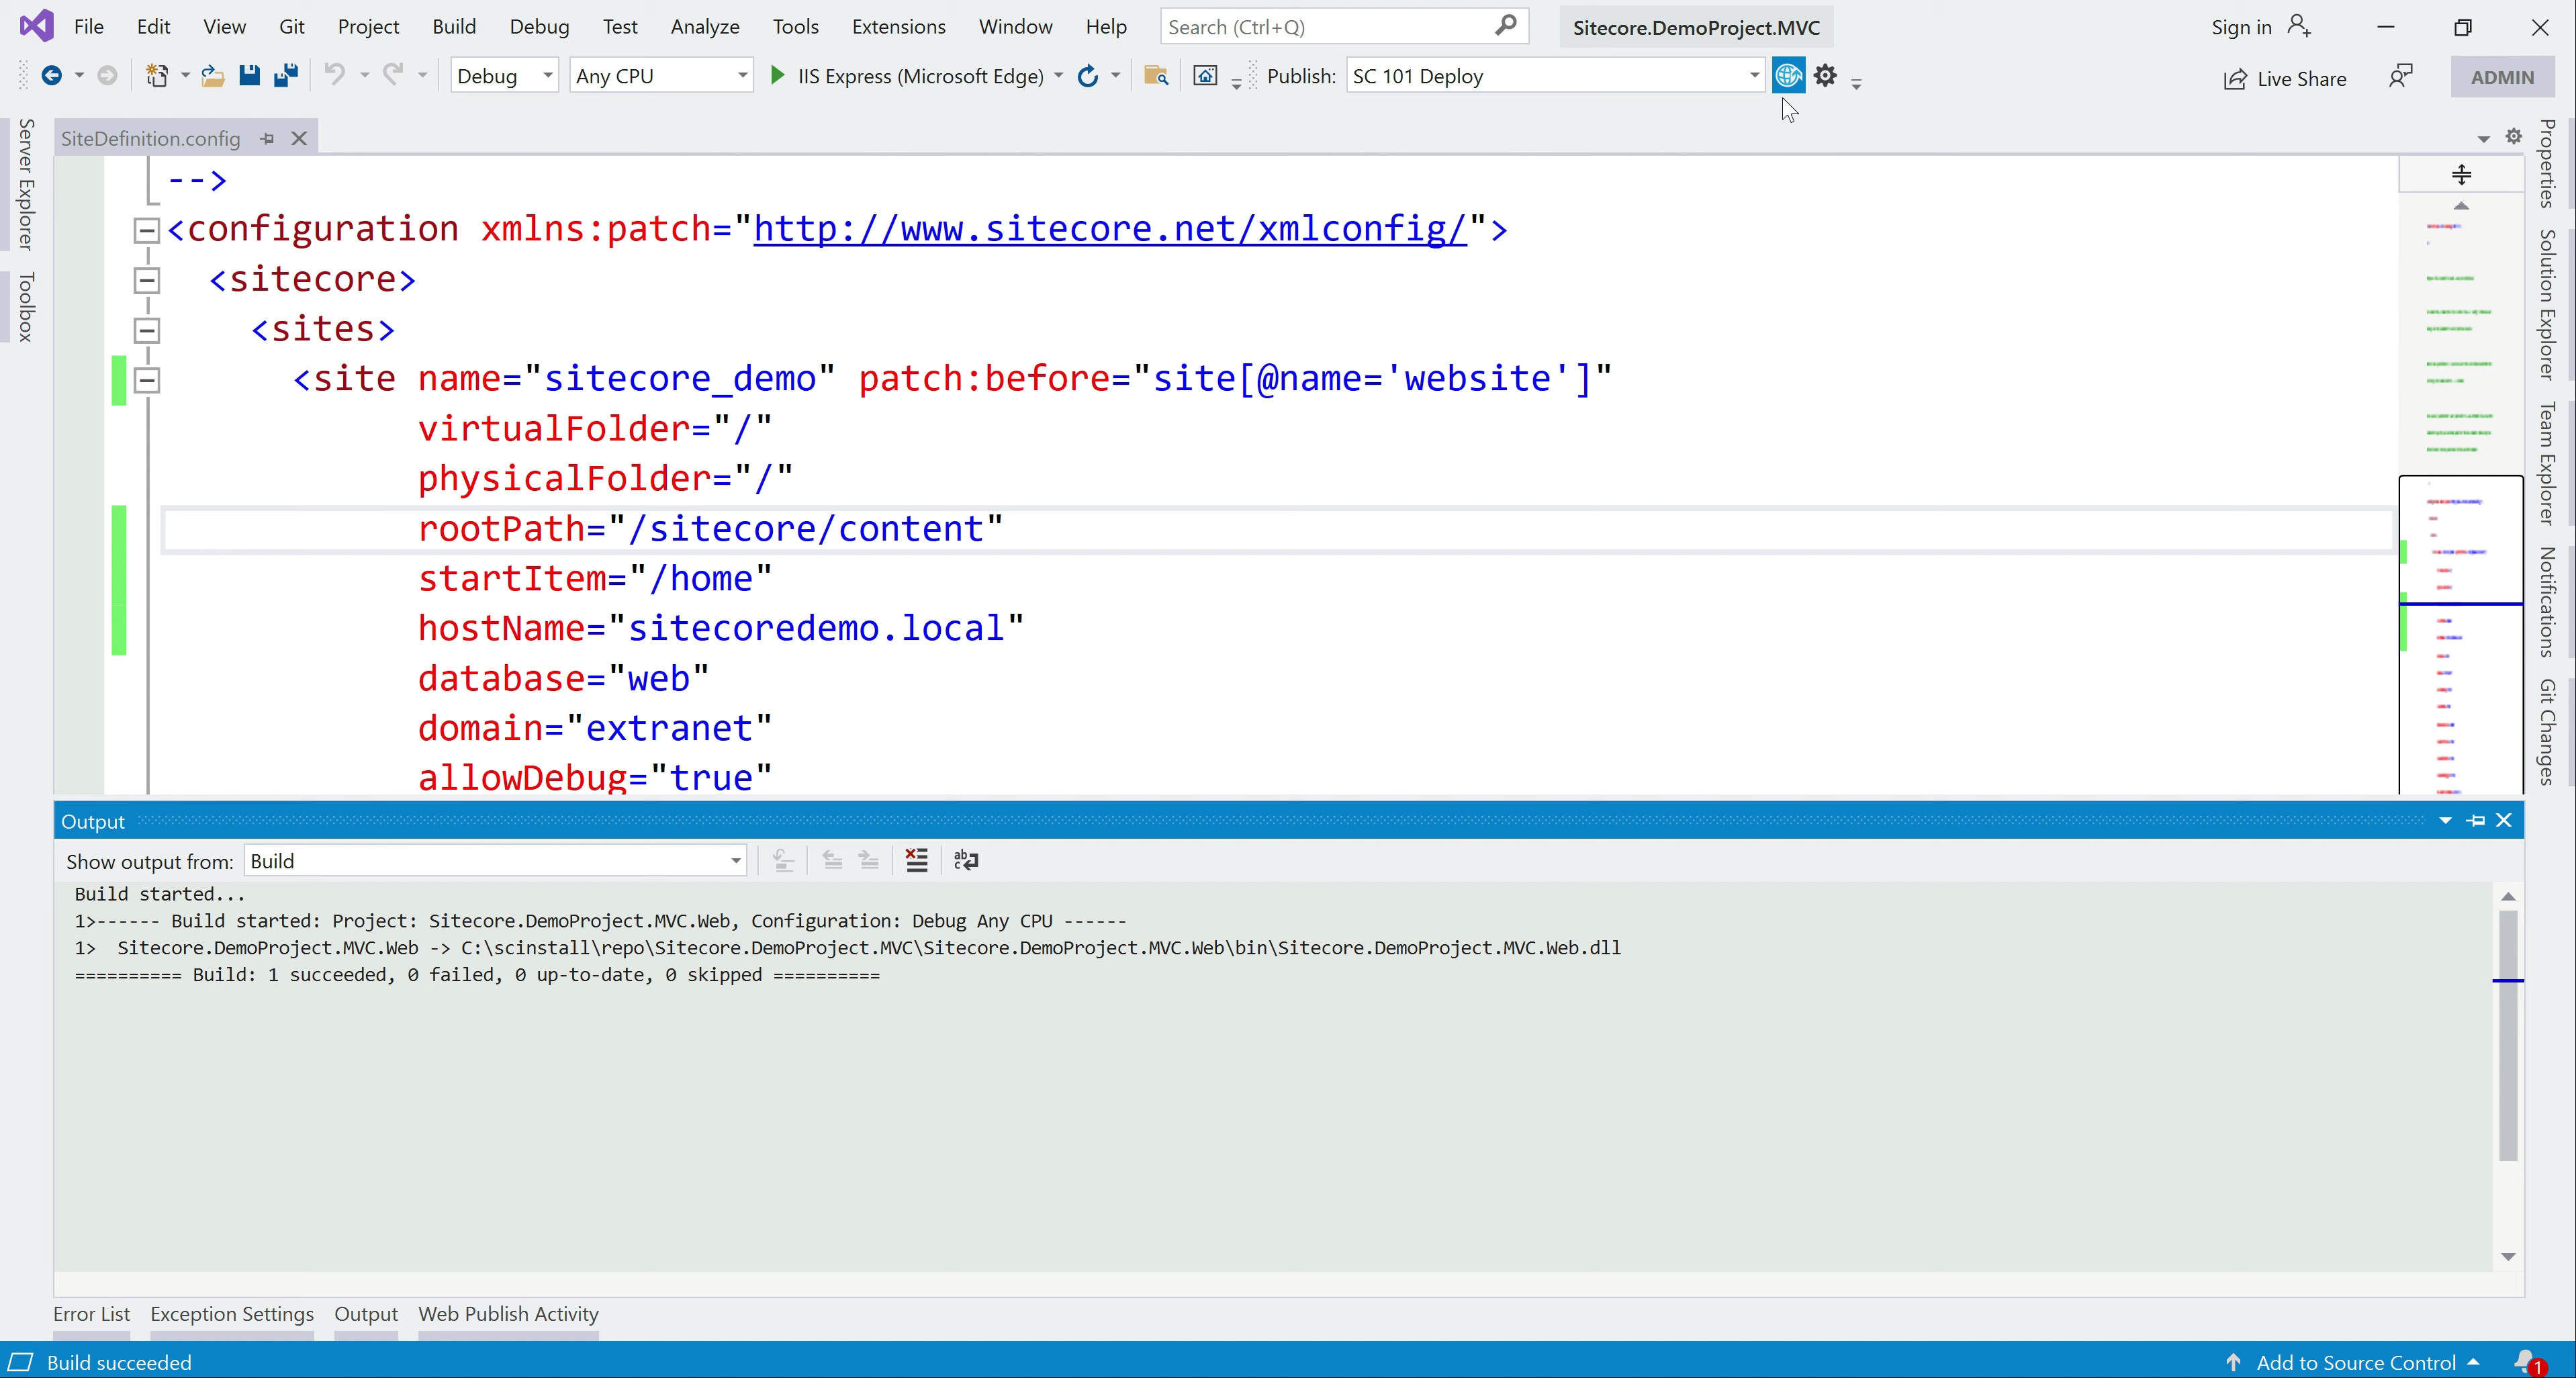 File Edit View Git Project Build Debug Test Analyze Tools Extensions Window Help Search (Ctrl+Q) Sitecore.DemoProject.MVC Sign in
Debug Any CPU IIS Express (Microsoft Edge) Publish: SC 101 Deploy Live Share ADMIN
Server Explorer
Toolbox
SiteDefinition.config
-->
<configuration xmlns:patch="http://www.sitecore.net/xmlconfig/">
<sitecore>
<sites>
<site name="sitecore_demo" patch:before="site[@name='website']"
virtualFolder="/"
physicalFolder="/"
rootPath="/sitecore/content"
startItem="/home"
hostName="sitecoredemo.local"
database="web"
domain="extranet"
allowDebug="true"
Properties
Solution Explorer
Team Explorer
Notifications
Git Changes
Output
Show output from: Build
Build started...
1>------ Build started: Project: Sitecore.DemoProject.MVC.Web, Configuration: Debug Any CPU ------
1>  Sitecore.DemoProject.MVC.Web -> C:\scinstall\repo\Sitecore.DemoProject.MVC\Sitecore.DemoProject.MVC.Web\bin\Sitecore.DemoProject.MVC.Web.dll
========== Build: 1 succeeded, 0 failed, 0 up-to-date, 0 skipped ==========
Error List Exception Settings Output Web Publish Activity
Build succeeded Add to Source Control 1